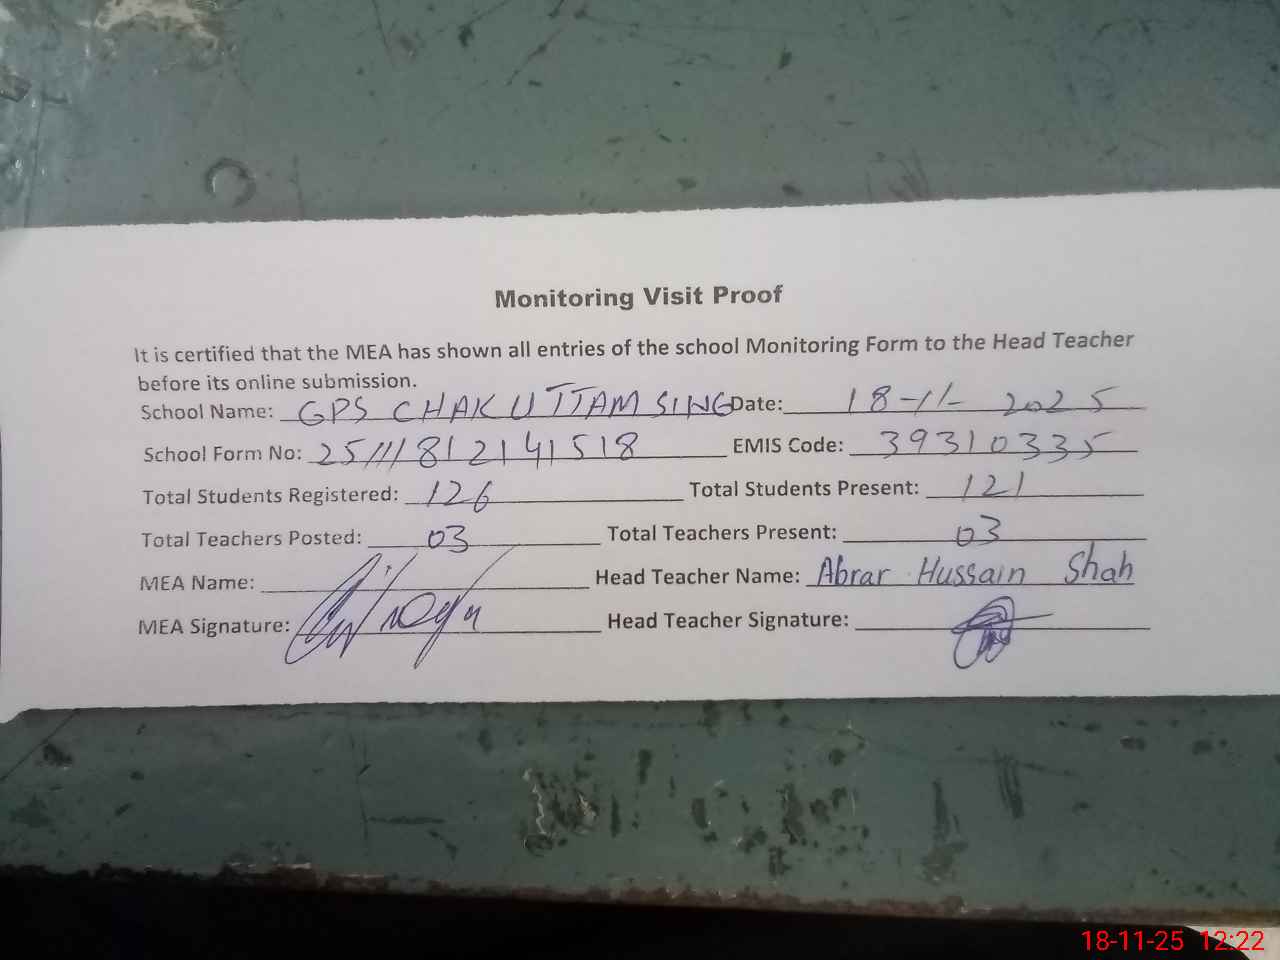 Monitoring Visit Proof
It is certified that the MEA has shown all entries of the school Monitoring Form to the Head Teacher
before its online submission.
School Name: GPS CHAK UTTAM SING Date: 18-11-2025
School Form No: 25111812141518 EMIS Code: 39310335
Total Students Registered: 126 Total Students Present: 121
Total Teachers Posted: 03 Total Teachers Present: 03
MEA Name: Head Teacher Name: Abrar Hussain Shah
MEA Signature: Head Teacher Signature:
18-11-25 12:22